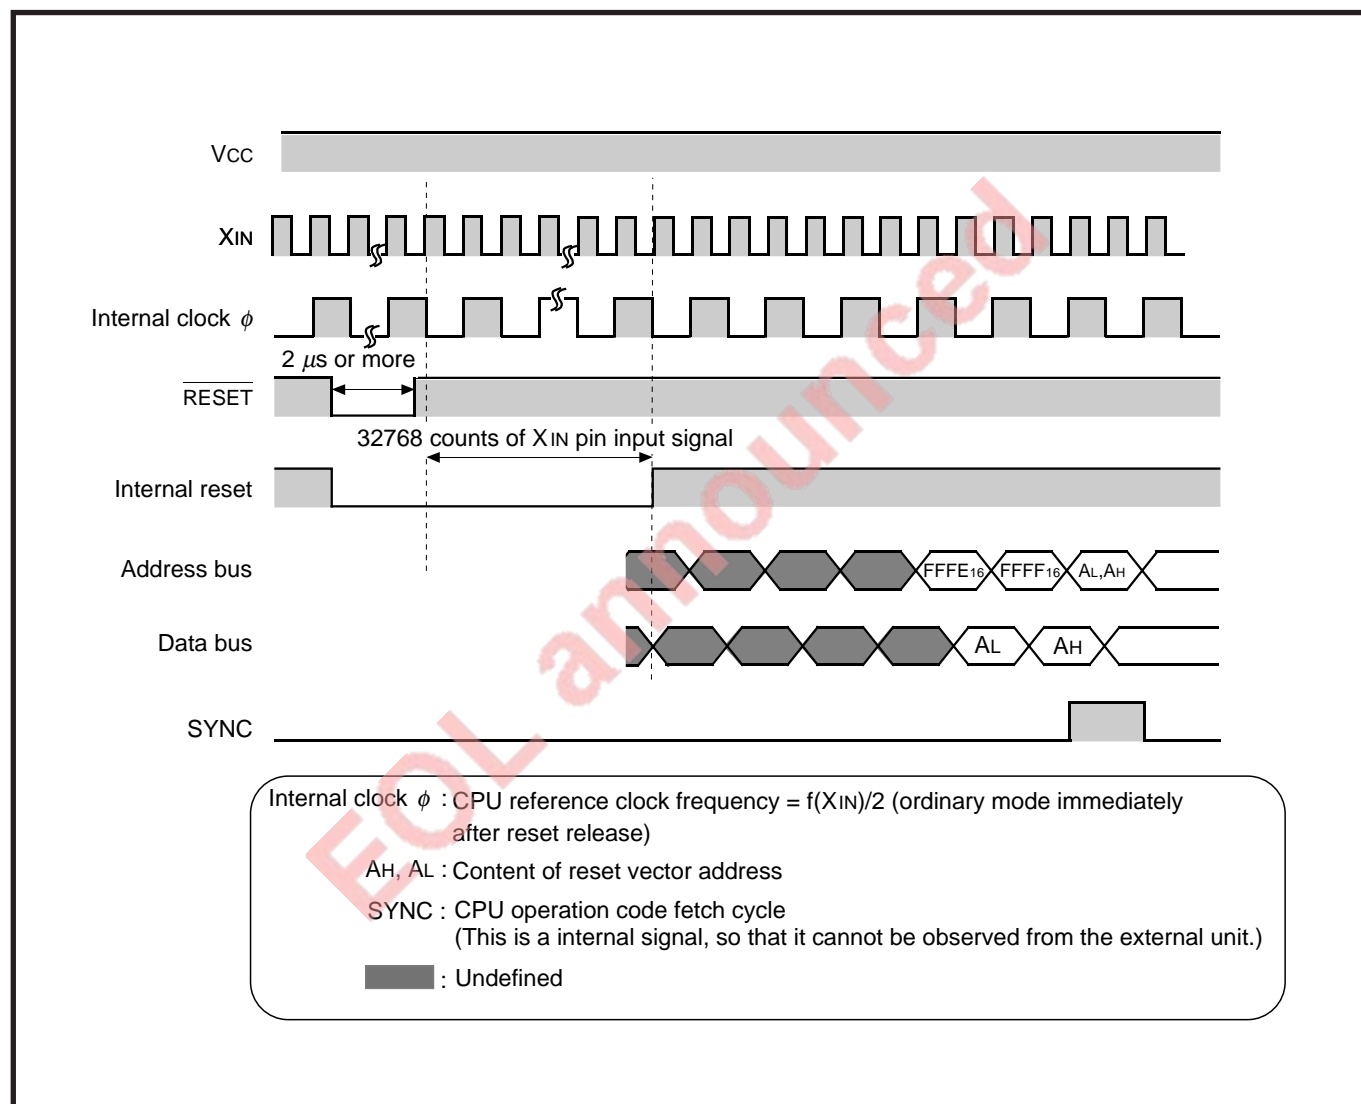 VCC
XIN
Internal clock ϕ
2 μs or more
RESET
32768 counts of XIN pin input signal
Internal reset
Address bus
FFFE16 FFFF16 AL,AH
Data bus
AL AH
SYNC
Internal clock ϕ : CPU reference clock frequency = f(XIN)/2 (ordinary mode immediately
after reset release)
AH, AL : Content of reset vector address
SYNC : CPU operation code fetch cycle
(This is a internal signal, so that it cannot be observed from the external unit.)
: Undefined
EOL announced